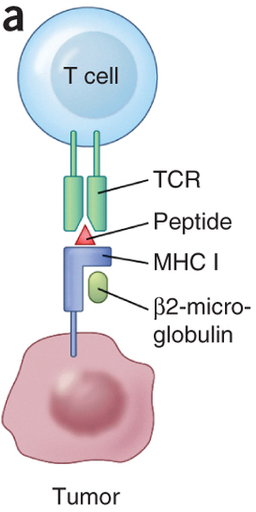 a
T cell
TCR
Peptide
MHC I
β2-micro-
globulin
Tumor